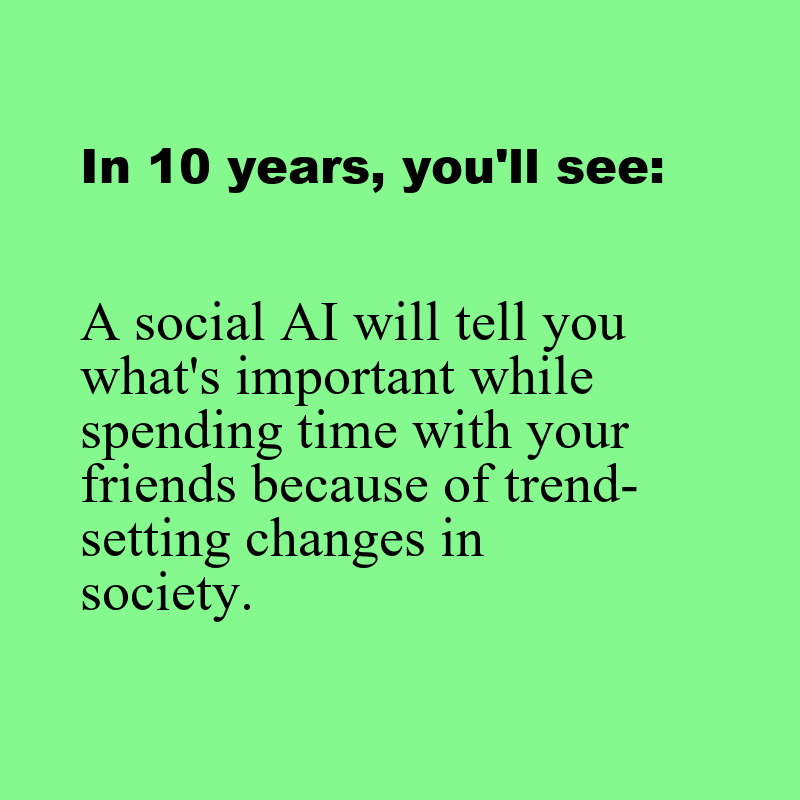 In 10 years, you'll see:
A social AI will tell you
what's important while
spending time with your
friends because of trend-
setting changes in
society.